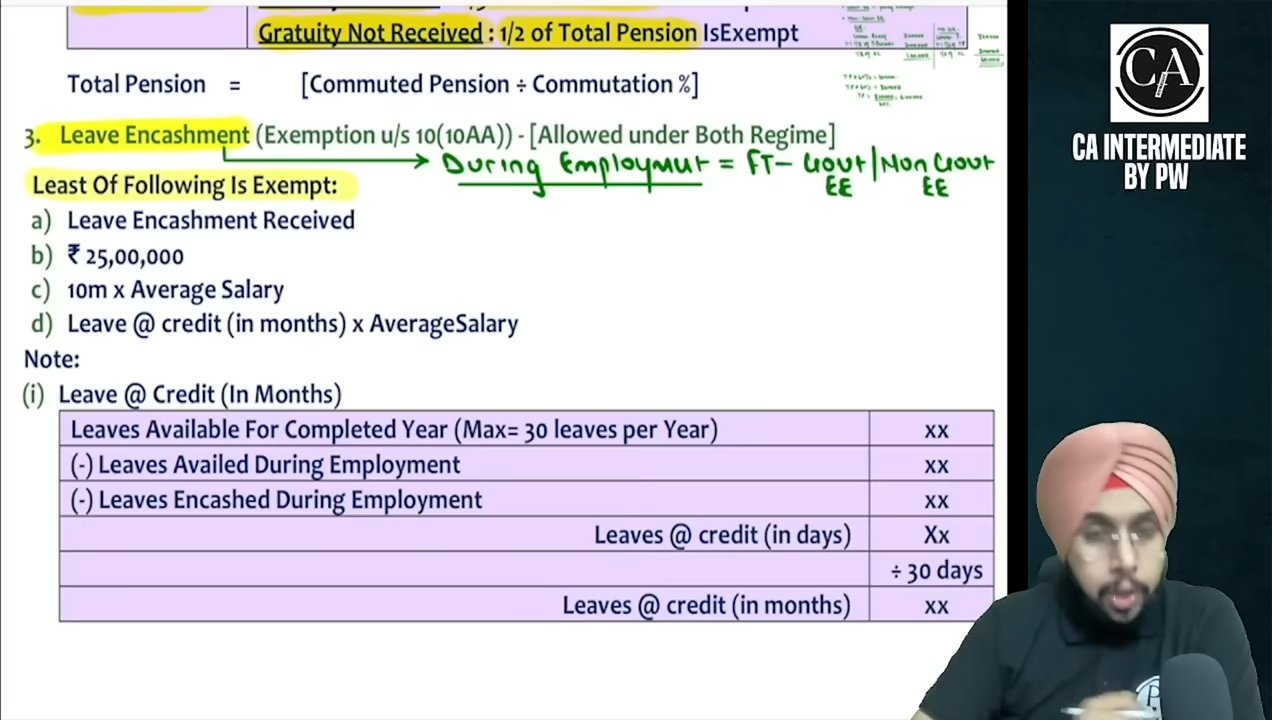 Gratuity Not Received : 1/2 of Total Pension IsExempt
Total Pension = [Commuted Pension ÷ Commutation %]
3. Leave Encashment (Exemption u/s 10(10AA)) - [Allowed under Both Regime]
During Employmut = FT - Govt EE | Non Govt EE
Least Of Following Is Exempt:
a) Leave Encashment Received
b) ₹ 25,00,000
c) 10m x Average Salary
d) Leave @ credit (in months) x AverageSalary
Note:
(i) Leave @ Credit (In Months)
Leaves Available For Completed Year (Max= 30 leaves per Year) xx
(-) Leaves Availed During Employment xx
(-) Leaves Encashed During Employment xx
Leaves @ credit (in days) Xx
÷ 30 days
Leaves @ credit (in months) xx
CA
CA INTERMEDIATE
BY PW